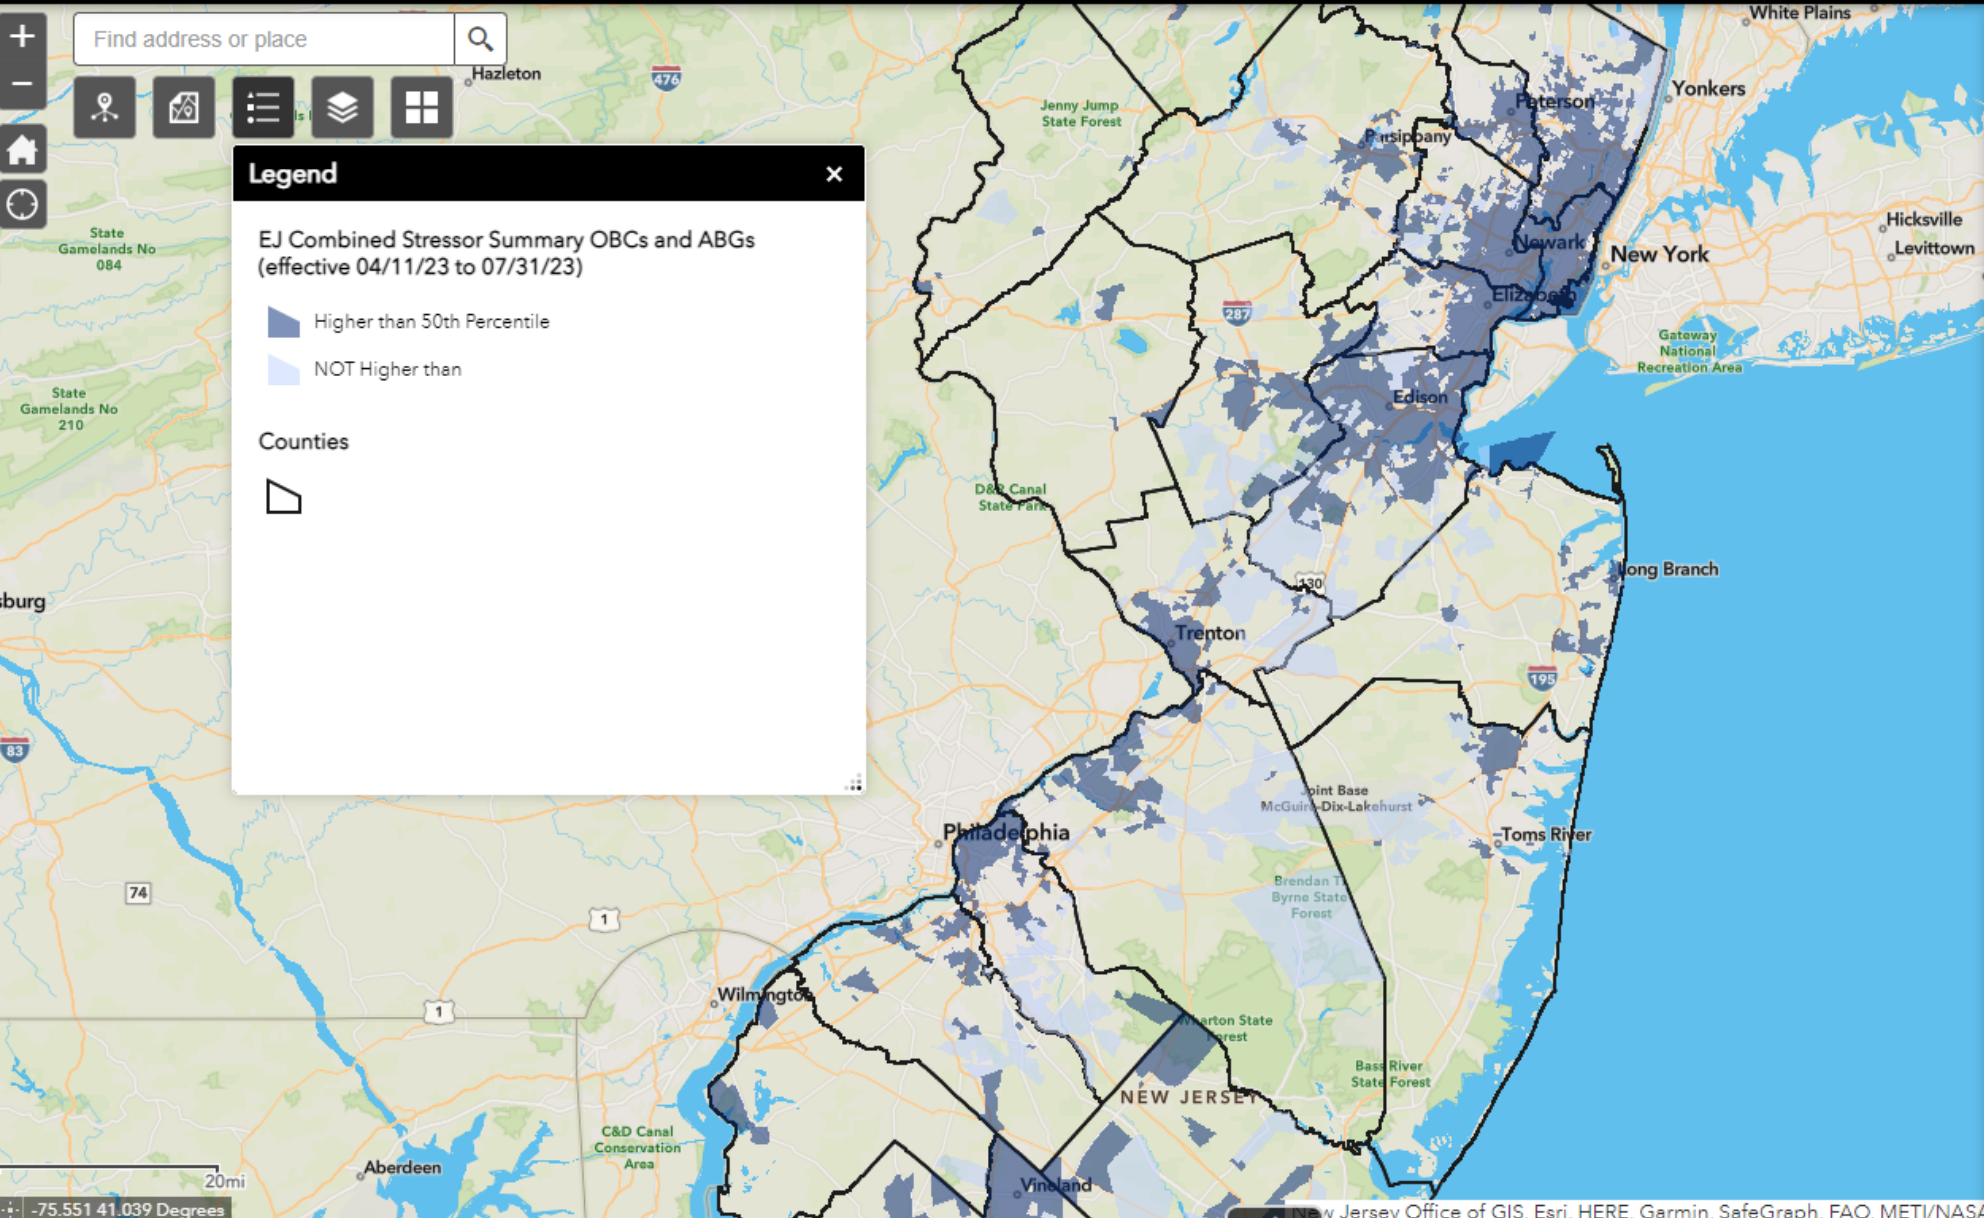 +
Find address or place
−
Hazleton
476
White Plains
Yonkers
Jenny Jump
State Forest
Paterson
Parsippany
State
Gamelands No
084
Legend
×
EJ Combined Stressor Summary OBCs and ABGs
(effective 04/11/23 to 07/31/23)
Higher than 50th Percentile
NOT Higher than
Counties
Hicksville
Levittown
Newark
New York
Elizabeth
287
Gateway
National
Recreation Area
State
Gamelands No
210
Edison
D&R Canal
State Park
130
Long Branch
sburg
Trenton
195
83
Joint Base
McGuire-Dix-Lakehurst
Philadelphia
Toms River
74
1
Brendan T
Byrne State
Forest
Wilmington
1
Wharton State
Forest
Bass River
State Forest
NEW JERSEY
C&D Canal
Conservation
Area
Aberdeen
20mi
Vineland
-75.551 41.039 Degrees
New Jersey Office of GIS, Esri, HERE, Garmin, SafeGraph, FAO, METI/NASA